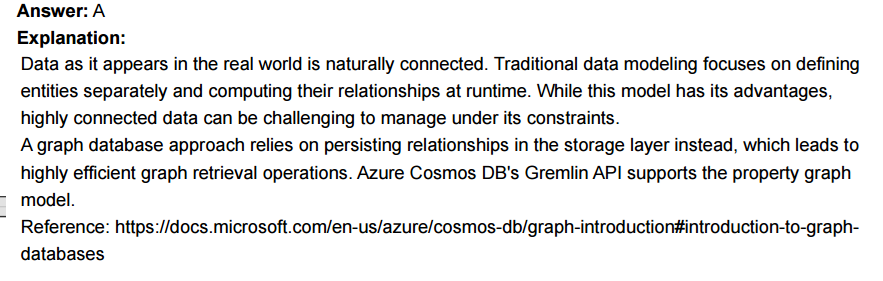 Answer: A
Explanation:
Data as it appears in the real world is naturally connected. Traditional data modeling focuses on defining
entities separately and computing their relationships at runtime. While this model has its advantages,
highly connected data can be challenging to manage under its constraints.
A graph database approach relies on persisting relationships in the storage layer instead, which leads to
highly efficient graph retrieval operations. Azure Cosmos DB's Gremlin API supports the property graph
model.
Reference: https://docs.microsoft.com/en-us/azure/cosmos-db/graph-introduction#introduction-to-graph-
databases